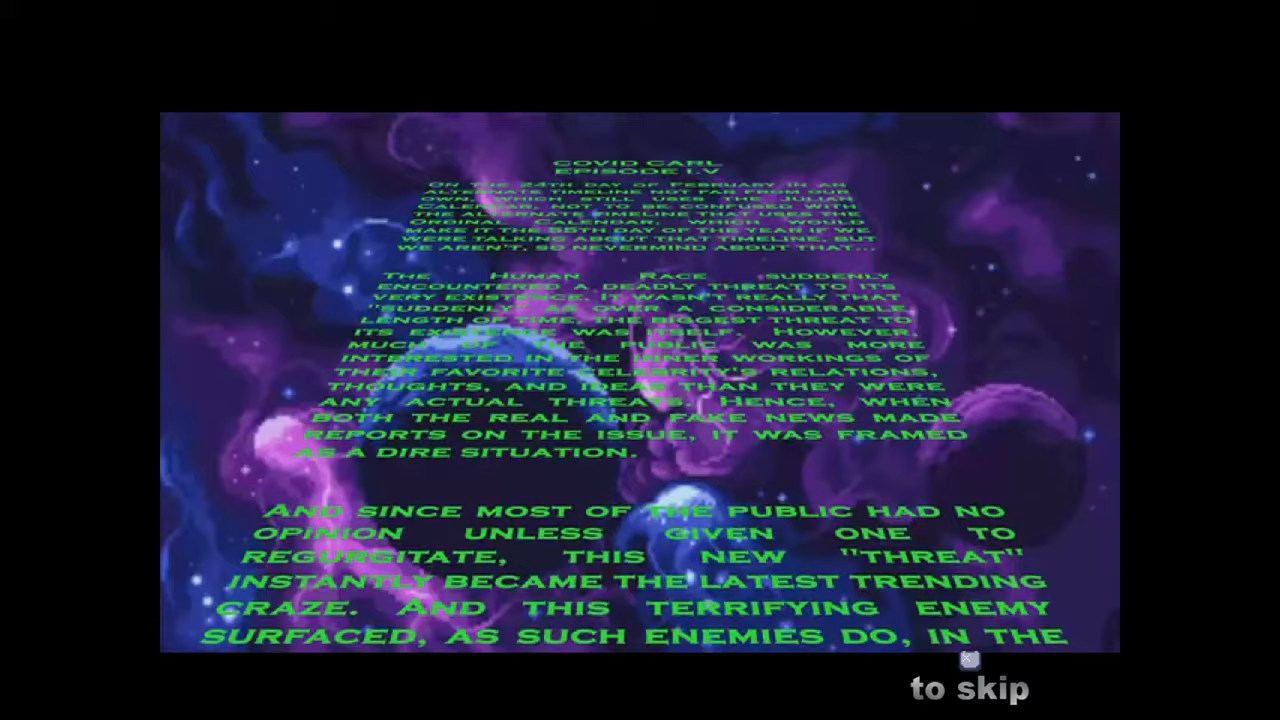 COVID CARL
EPISODE I.V
ON THE 24TH DAY OF FEBRUARY IN AN
ALTERNATE TIMELINE NOT FAR FROM OUR
OWN, WHICH STILL USES THE JULIAN
CALENDAR, NOT TO BE CONFUSED WITH
THE ALTERNATE TIMELINE THAT USES THE
ORDINAL CALENDAR, WHICH WOULD
MAKE IT THE 55TH DAY OF THE YEAR IF WE
WERE TALKING ABOUT THAT TIMELINE, BUT
WE AREN'T, SO NEVERMIND ABOUT THAT...
THE HUMAN RACE SUDDENLY
ENCOUNTERED A DEADLY THREAT TO ITS
VERY EXISTENCE. IT WASN'T REALLY THAT
"SUDDENLY" AS OVER A CONSIDERABLE
LENGTH OF TIME, THE BIGGEST THREAT TO
ITS EXISTENCE WAS ITSELF. HOWEVER,
MUCH OF THE PUBLIC WAS MORE
INTERESTED IN THE INNER WORKINGS OF
THEIR FAVORITE CELEBRITY'S RELATIONS,
THOUGHTS, AND IDEAS THAN THEY WERE
ANY ACTUAL THREATS. HENCE, WHEN
BOTH THE REAL AND FAKE NEWS MADE
REPORTS ON THE ISSUE, IT WAS FRAMED
AS A DIRE SITUATION.
AND SINCE MOST OF THE PUBLIC HAD NO
OPINION UNLESS GIVEN ONE TO
REGURGITATE, THIS NEW "THREAT"
INSTANTLY BECAME THE LATEST TRENDING
CRAZE. AND THIS TERRIFYING ENEMY
SURFACED, AS SUCH ENEMIES DO, IN THE
to skip